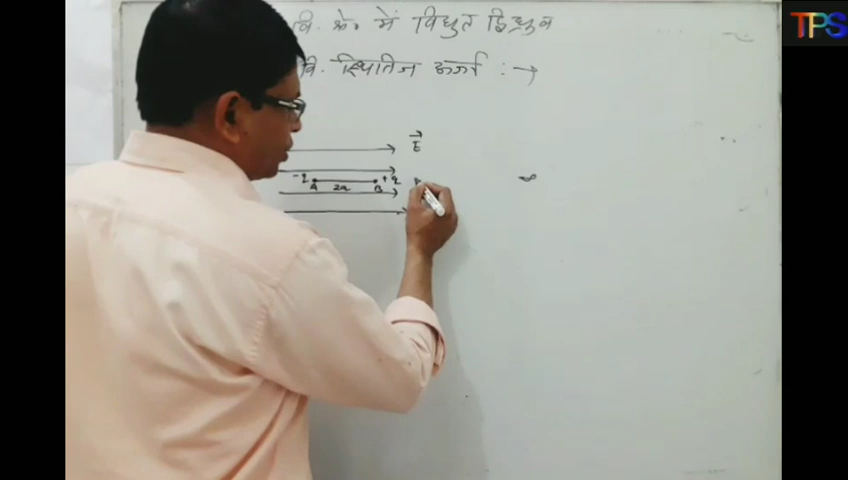 TPS
वि. क्षे. में विधुत द्विध्रुव
वि. स्थितिज ऊर्जा :→
E
-q +q
A 2a B
∞